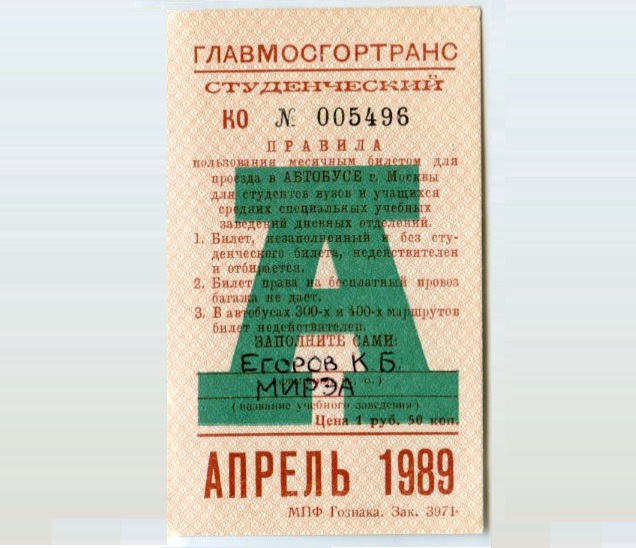 ГЛАВМОСГОРТРАНС
СТУДЕНЧЕСКИЙ
КО № 005496
ПРАВИЛА
пользования месячным билетом для
проезда в АВТОБУСЕ г. Москвы
для студентов вузов и учащихся
средних специальных учебных
заведений дневных отделений.
1. Билет, незаполненный и без сту-
денческого билета, недействителен
и отбирается.
2. Билет права на бесплатный провоз
багажа не дает.
3. В автобусах 300-х и 400-х маршрутов
билет недействителен.
ЗАПОЛНИТЕ САМИ:
ЕГОРОВ К.Б.
МИРЭА
(название учебного заведения)
Цена 1 руб. 50 коп.
А
АПРЕЛЬ 1989
МПФ Гознака. Зак. 3971